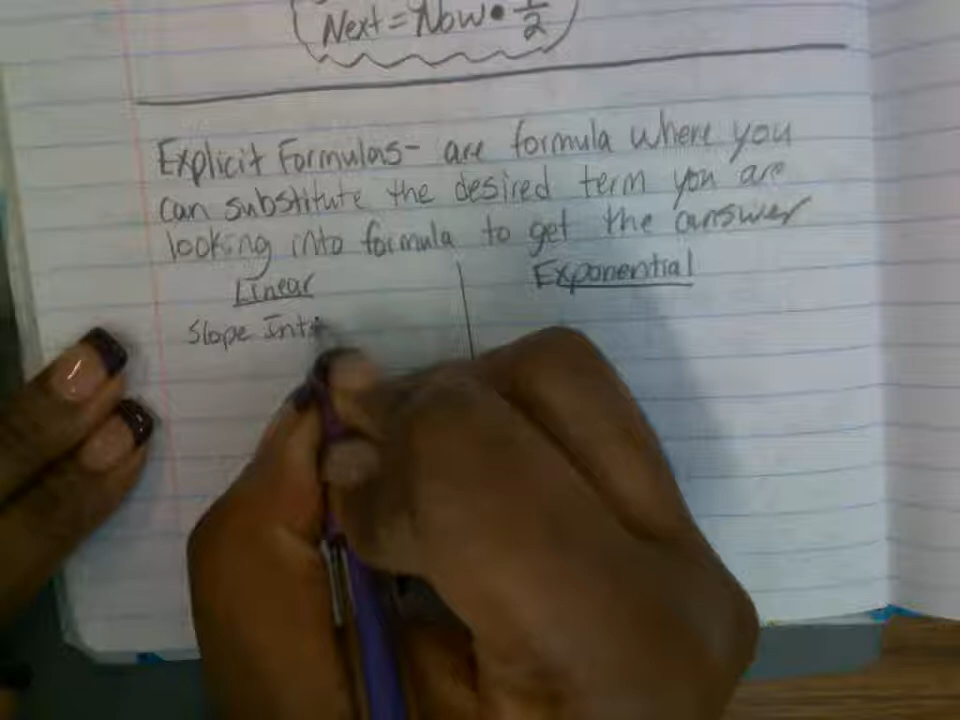 Next = Now • 1/2
Explicit Formulas- are formula where you
can substitute the desired term you are
looking into formula to get the answer
Linear
Exponential
Slope Int